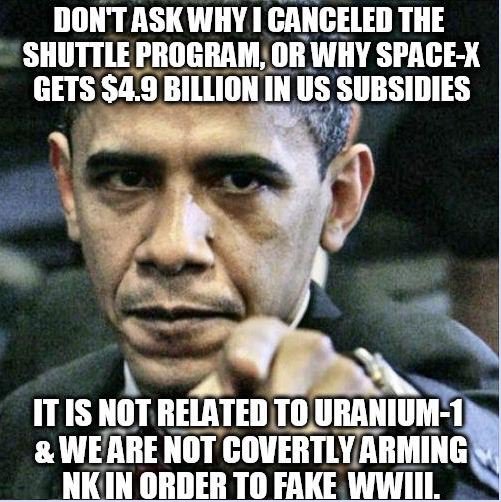 DON'T ASK WHY I CANCELED THE
SHUTTLE PROGRAM, OR WHY SPACE-X
GETS $4.9 BILLION IN US SUBSIDIES
IT IS NOT RELATED TO URANIUM-1
& WE ARE NOT COVERTLY ARMING
NK IN ORDER TO FAKE WWIII.